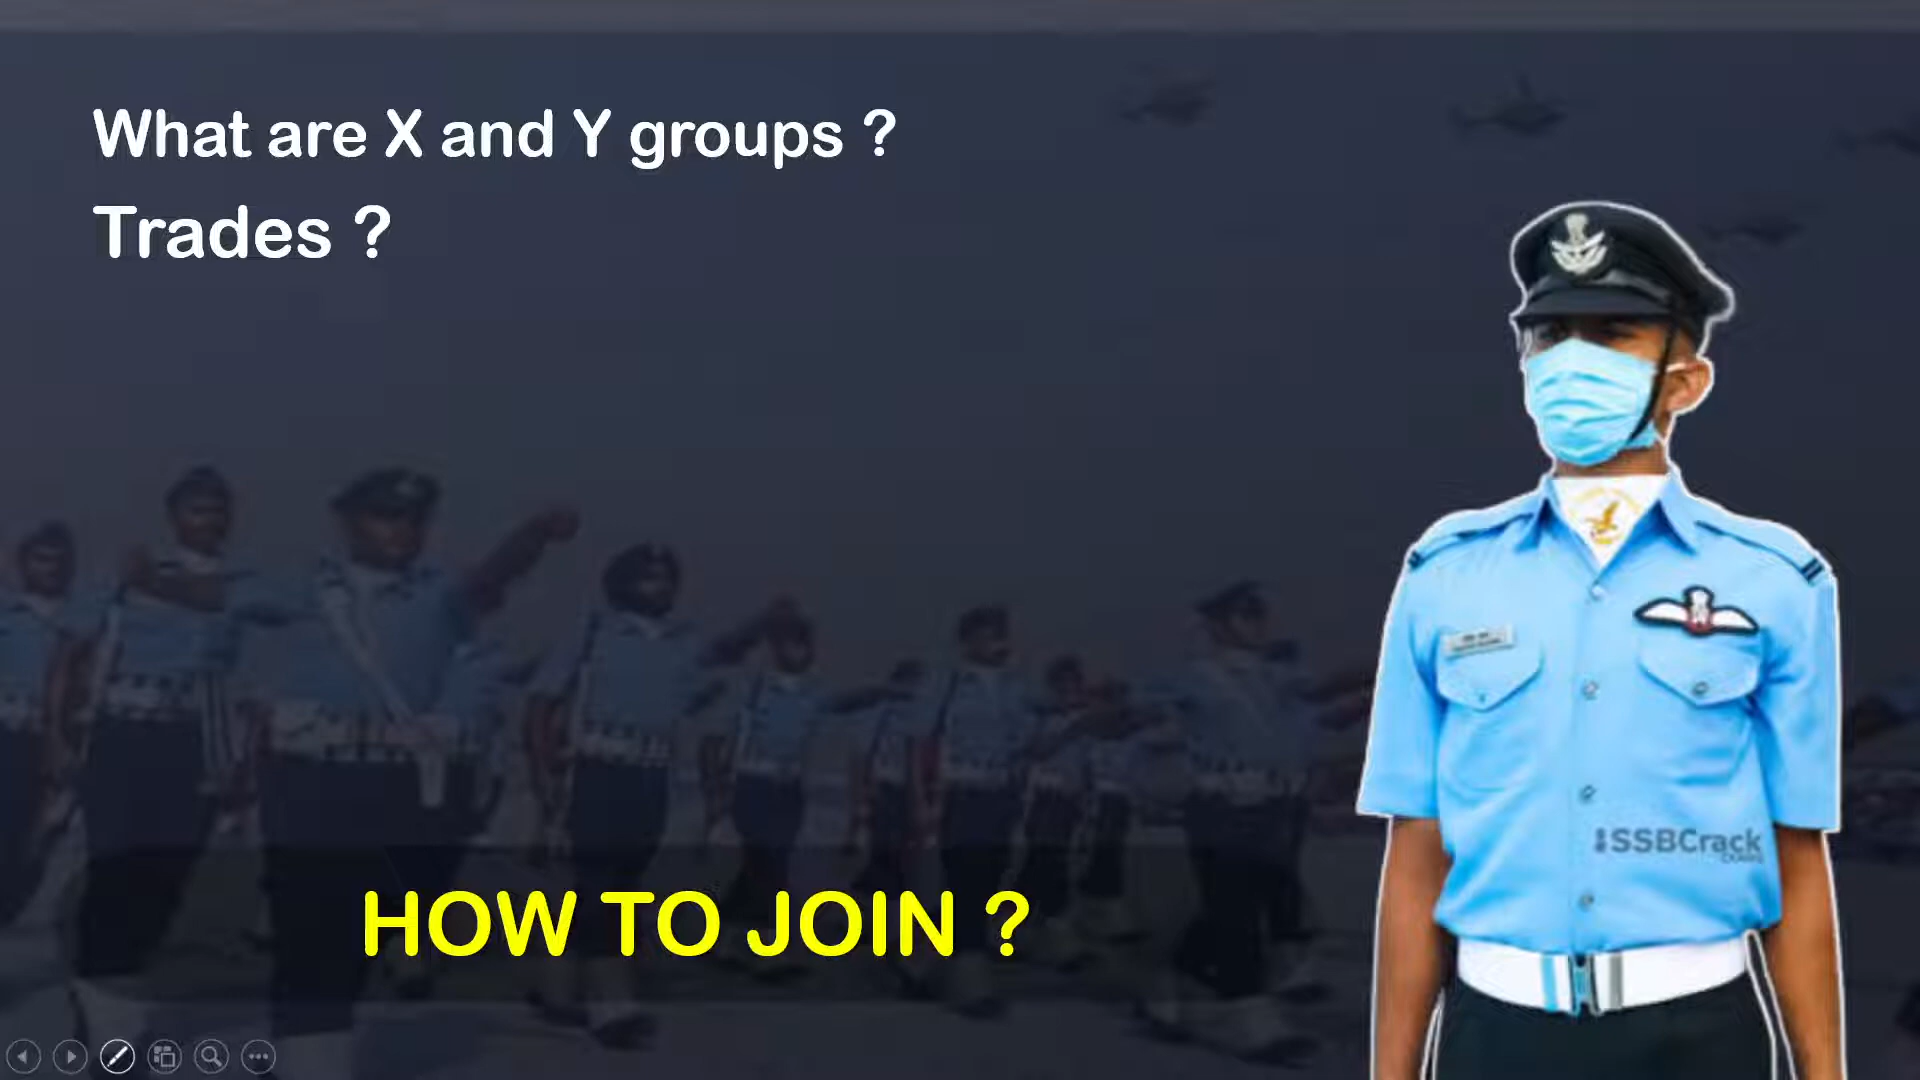 What are X and Y groups ?
Trades ?
SSBCrack
HOW TO JOIN ?